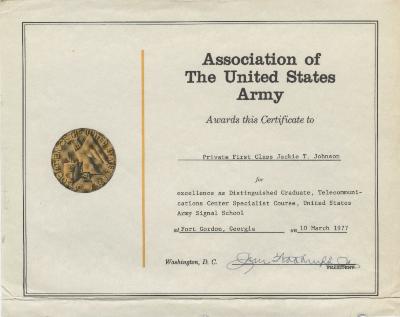 Association of
The United States
Army
Awards this Certificate to
Private First Class Jackie T. Johnson
for
excellence as Distinguished Graduate, Telecommuni-
cations Center Specialist Course, United States
Army Signal School
at Fort Gordon, Georgia on 10 March 1977
Washington, D. C.
PRESIDENT